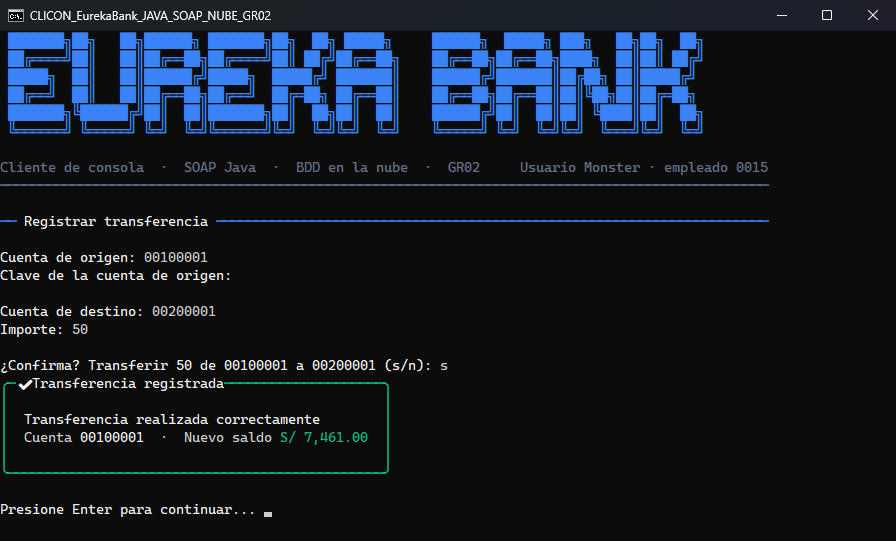 CLICON_EurekaBank_JAVA_SOAP_NUBE_GR02
EUREKA BANK
Cliente de consola · SOAP Java · BDD en la nube · GR02 Usuario Monster · empleado 0015
Registrar transferencia
Cuenta de origen: 00100001
Clave de la cuenta de origen:
Cuenta de destino: 00200001
Importe: 50
¿Confirma? Transferir 50 de 00100001 a 00200001 (s/n): s
✔Transferencia registrada
Transferencia realizada correctamente
Cuenta 00100001 · Nuevo saldo S/ 7,461.00
Presione Enter para continuar...